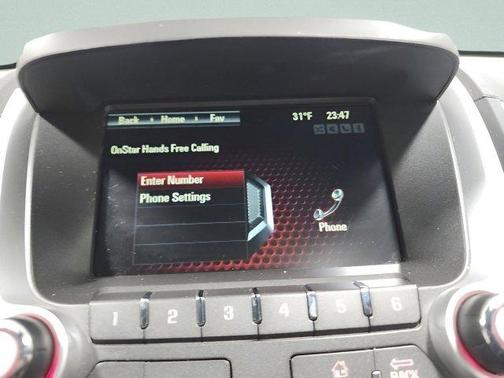 Back Home Fav 31°F 23:47
OnStar Hands Free Calling
Enter Number
Phone Settings
Phone
1 2 3 4 5 6
BACK